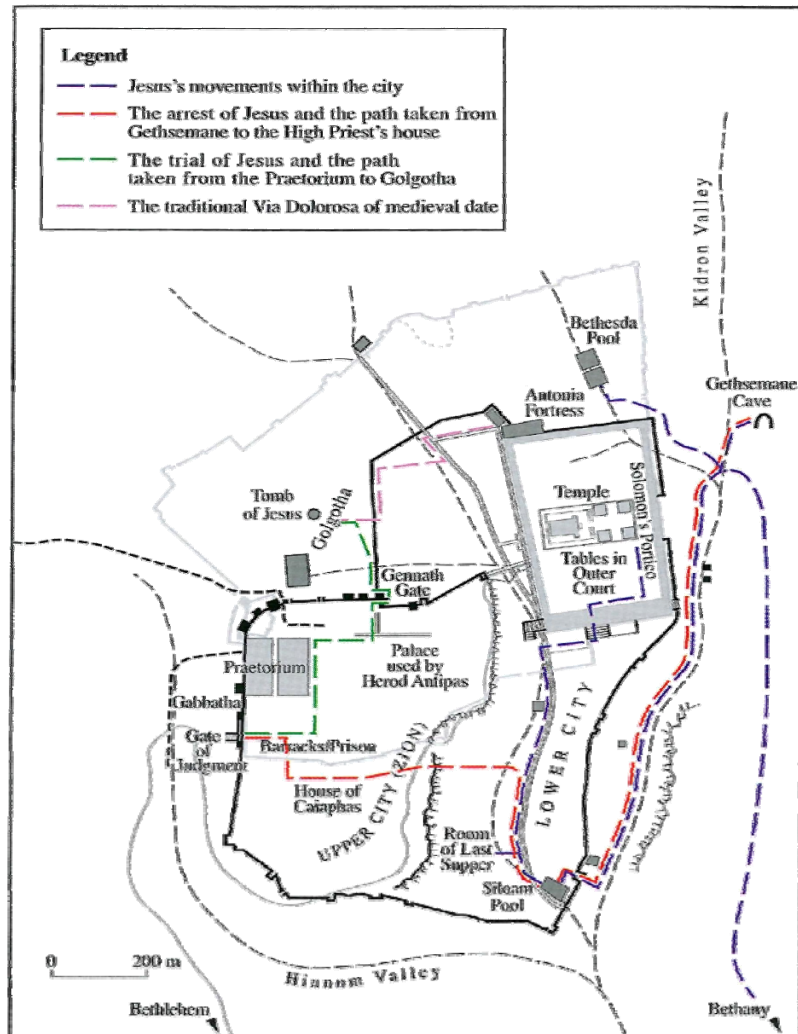 Legend
Jesus's movements within the city
The arrest of Jesus and the path taken from
Gethsemane to the High Priest's house
The trial of Jesus and the path
taken from the Praetorium to Golgotha
The traditional Via Dolorosa of medieval date
Kidron Valley
Bethesda
Pool
Gethsemane
Cave
Antonia
Fortress
Temple
Solomon's Portico
Tomb
of Jesus
Golgotha
Tables in
Outer
Court
Gennath
Gate
Praetorium
Palace
used by
Herod Antipas
Gabbatha
Gate
of
Judgment
Barracks/Prison
House of
Caiaphas
UPPER CITY (ZION)
LOWER CITY
Room
of Last
Supper
Siloam
Pool
0 200 m
Hinnom Valley
Bethlehem
Bethany